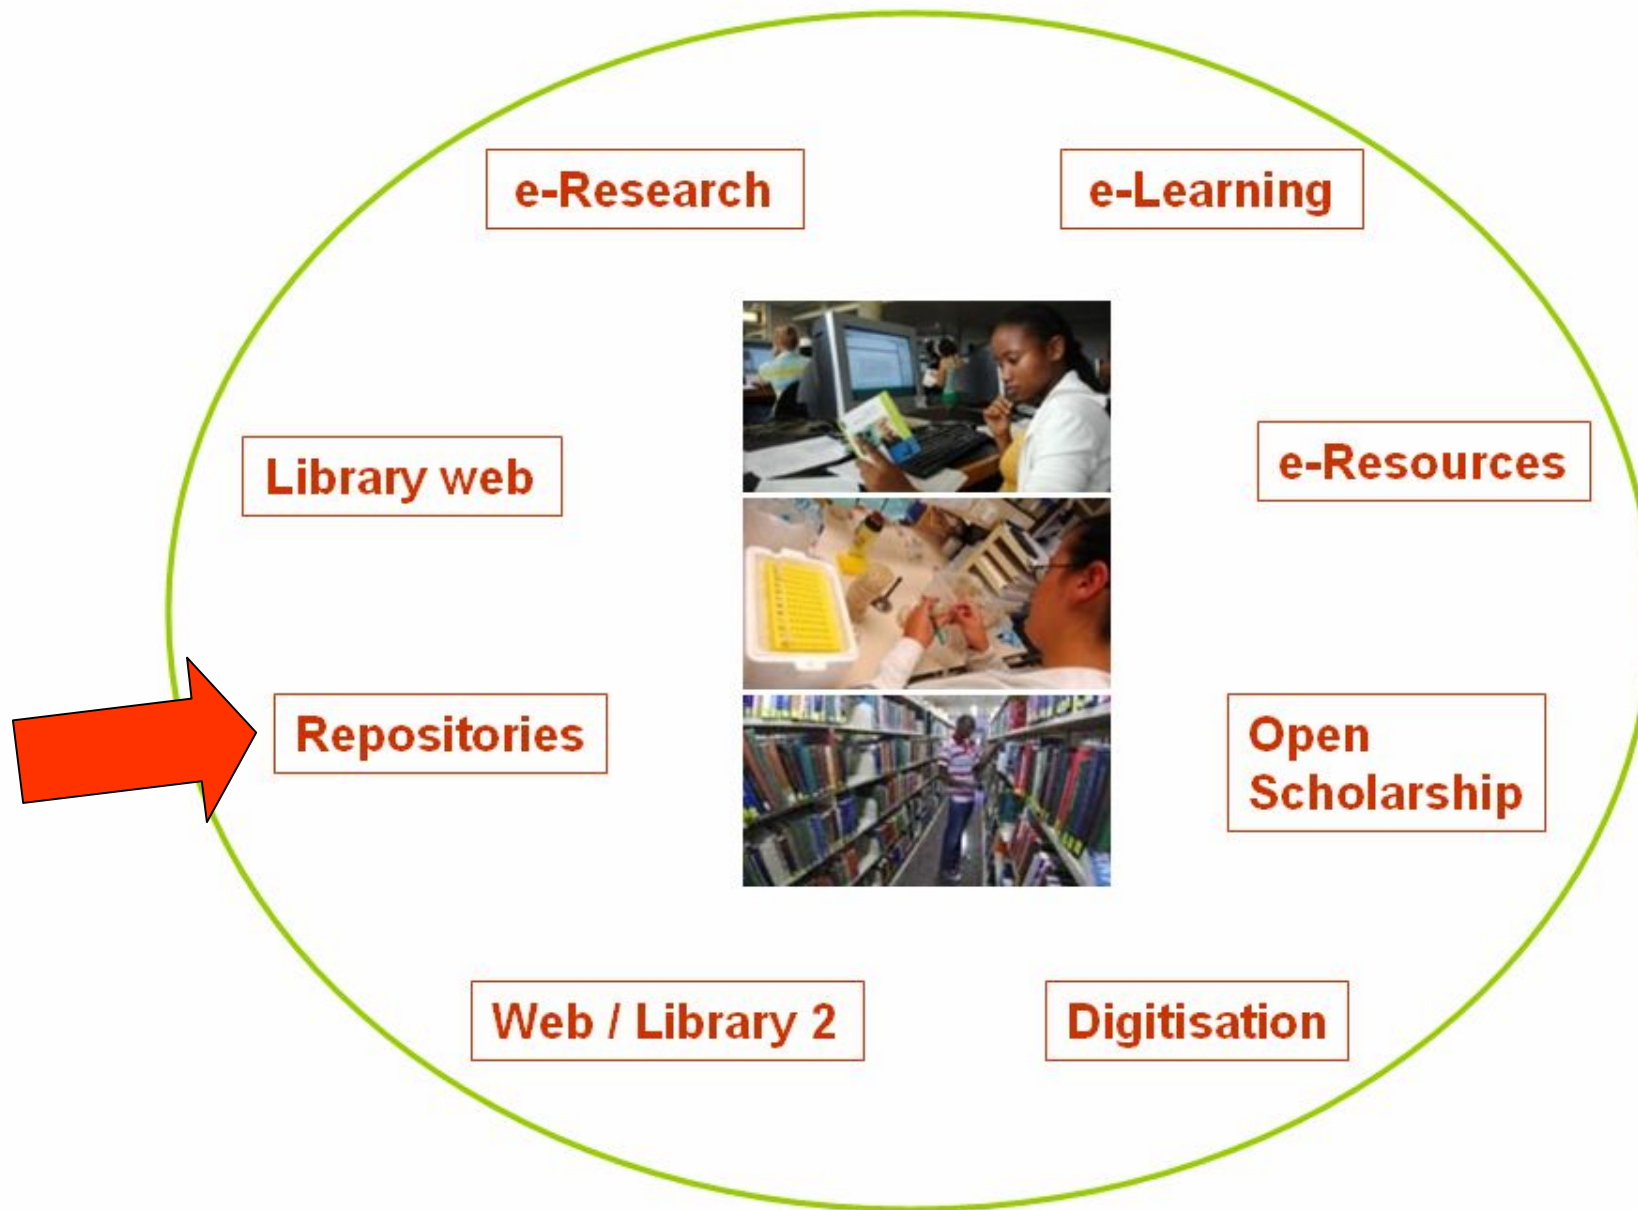 e-Research
e-Learning
Library web
e-Resources
Repositories
Open
Scholarship
Web / Library 2
Digitisation